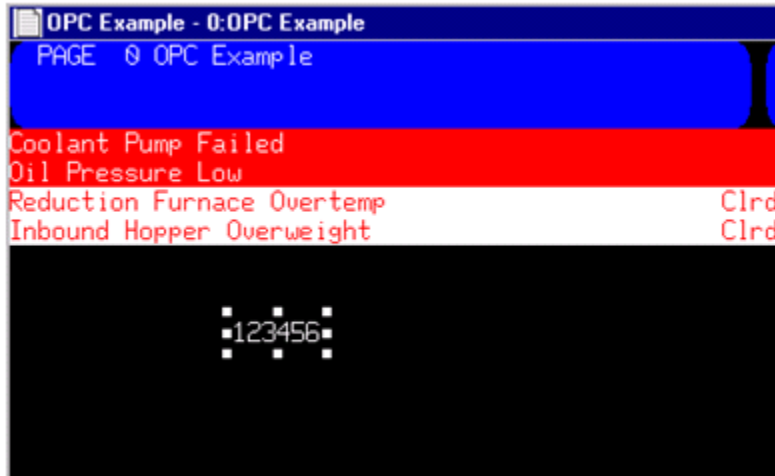 OPC Example - 0:OPC Example
PAGE 0 OPC Example
Coolant Pump Failed
Oil Pressure Low
Reduction Furnace Overtemp Clrd
Inbound Hopper Overweight Clrd
123456